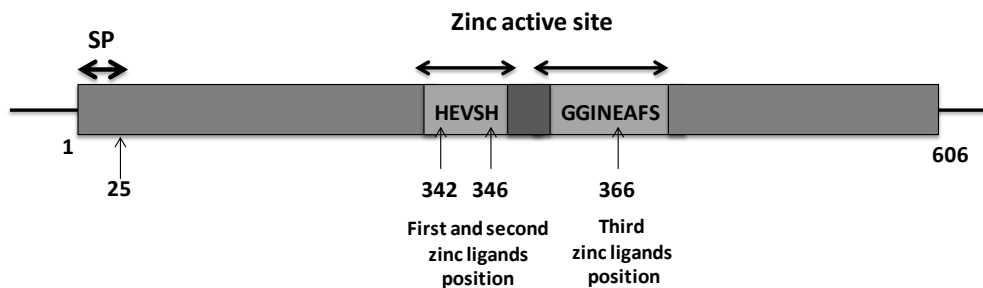 Zinc active site
SP
HEVSH
GGINEAFS
1
606
25
342
346
366
First and second
zinc ligands
position
Third
zinc ligands
position